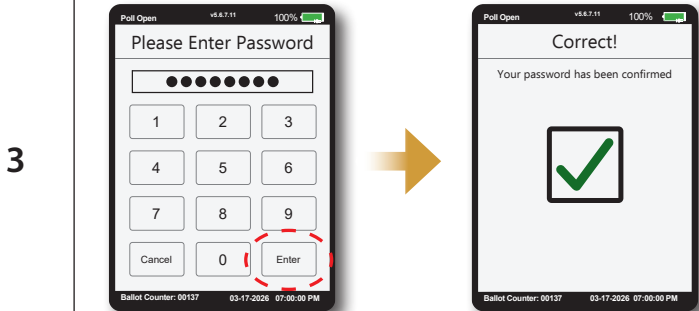 3
Poll Open v5.6.7.11 100%
Please Enter Password
●●●●●●●●
1 2 3
4 5 6
7 8 9
Cancel 0 Enter
Ballot Counter: 00137 03-17-2026 07:00:00 PM
Poll Open v5.6.7.11 100%
Correct!
Your password has been confirmed
Ballot Counter: 00137 03-17-2026 07:00:00 PM